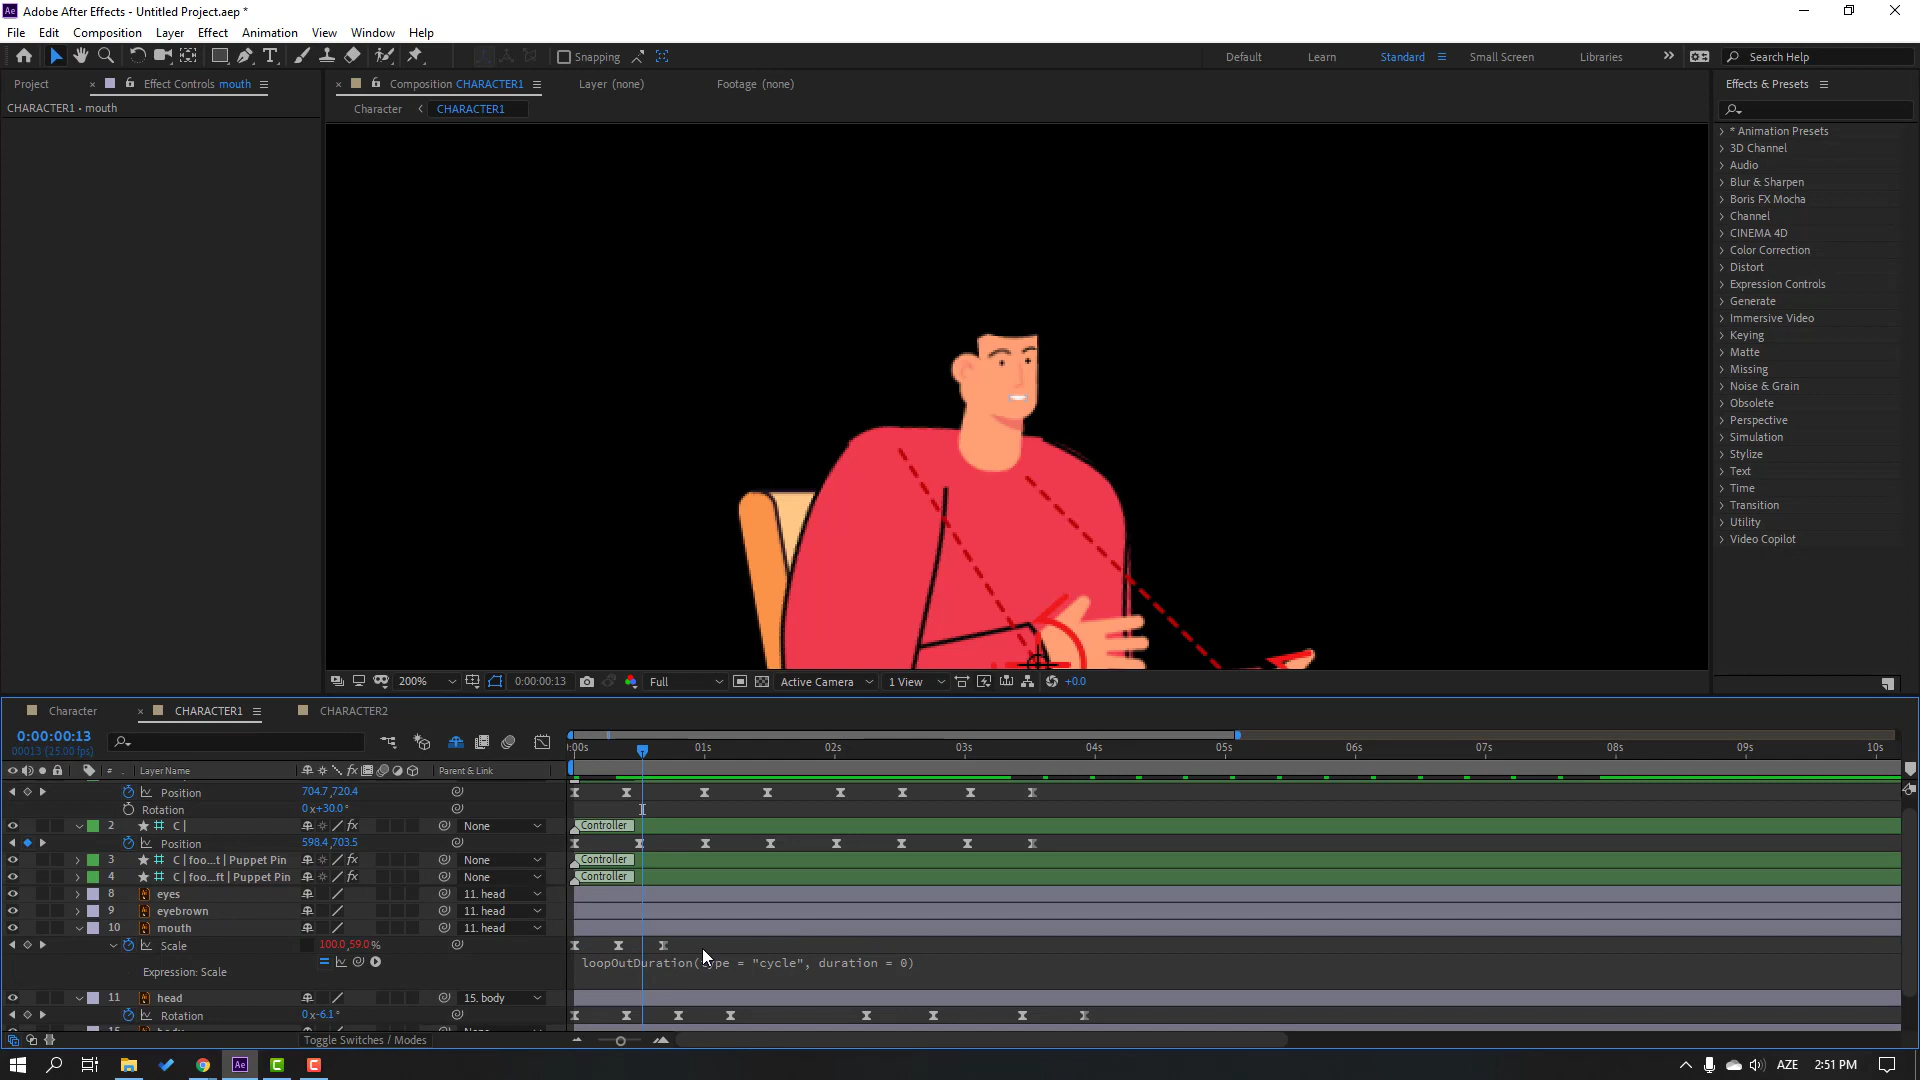 Adobe After Effects - Untitled Project.aep *
File Edit Composition Layer Effect Animation View Window Help
Snapping
Default Learn Standard Small Screen Libraries Search Help
Project Effect Controls mouth Composition CHARACTER1 Layer (none) Footage (none) Effects & Presets
CHARACTER1 • mouth Character CHARACTER1
* Animation Presets
3D Channel
Audio
Blur & Sharpen
Boris FX Mocha
Channel
CINEMA 4D
Color Correction
Distort
Expression Controls
Generate
Immersive Video
Keying
Matte
Missing
Noise & Grain
Obsolete
Perspective
Simulation
Stylize
Text
Time
Transition
Utility
Video Copilot
200% 0:00:00:13 Full Active Camera 1 View +0.0
Character CHARACTER1 CHARACTER2
0:00:00:13
00013 (25.00 fps)
:00s 01s 02s 03s 04s 05s 06s 07s 08s 09s 10s
# Layer Name Parent & Link
Position 704.7,720.4
Rotation 0x+30.0°
2 C | None Controller
Position 598.4,703.5
3 C | foo...t | Puppet Pin None Controller
4 C | foo...ft | Puppet Pin None Controller
8 eyes 11. head
9 eyebrown 11. head
10 mouth 11. head
Scale 100.0,59.0%
loopOutDuration(type = "cycle", duration = 0)
Expression: Scale
11 head 15. body
Rotation 0x-6.1°
Toggle Switches / Modes
AZE 2:51 PM